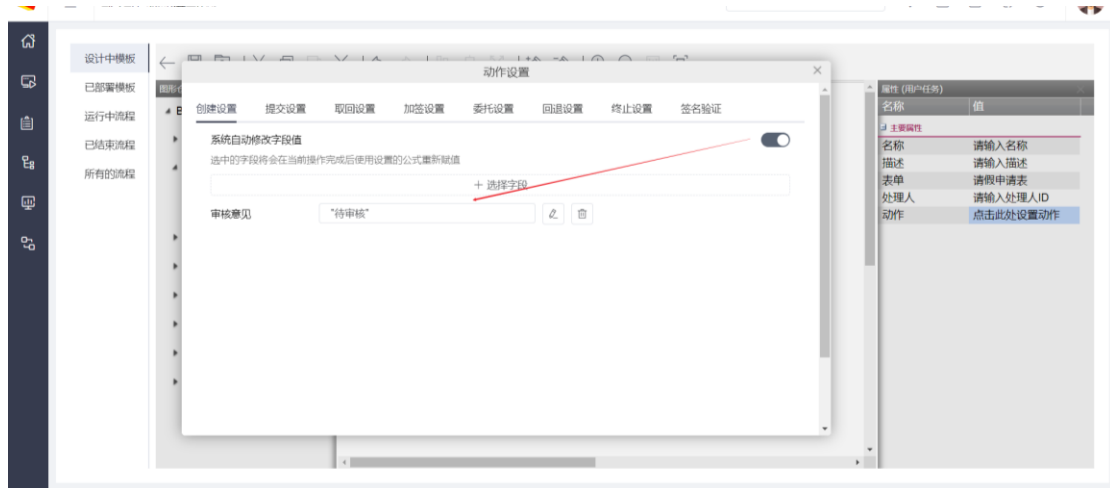 设计中模板
已部署模板
运行中流程
已结束流程
所有的流程
动作设置
创建设置 提交设置 取回设置 加签设置 委托设置 回退设置 终止设置 签名验证
系统自动修改字段值
选中的字段将会在当前操作完成后使用设置的公式重新赋值
+ 选择字段
审核意见 "待审核"
属性 (用户任务)
名称 值
主要属性
名称 请输入名称
描述 请输入描述
表单 请假申请表
处理人 请输入处理人ID
动作 点击此处设置动作